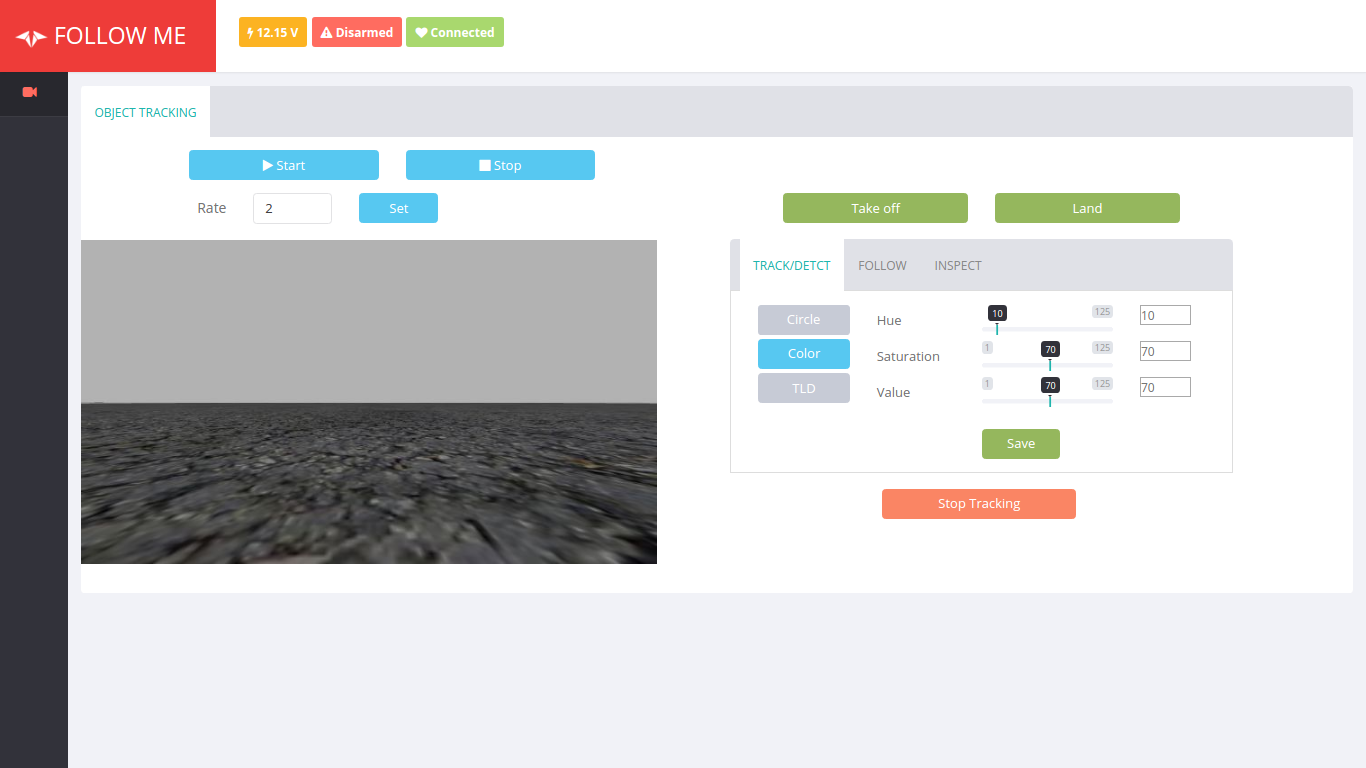 FOLLOW ME
12.15 V
Disarmed
Connected
OBJECT TRACKING
Start
Stop
Rate
2
Set
Take off
Land
TRACK/DETCT
FOLLOW
INSPECT
Circle
Color
TLD
Hue
10
125
10
Saturation
1
70
125
70
Value
1
70
125
70
Save
Stop Tracking